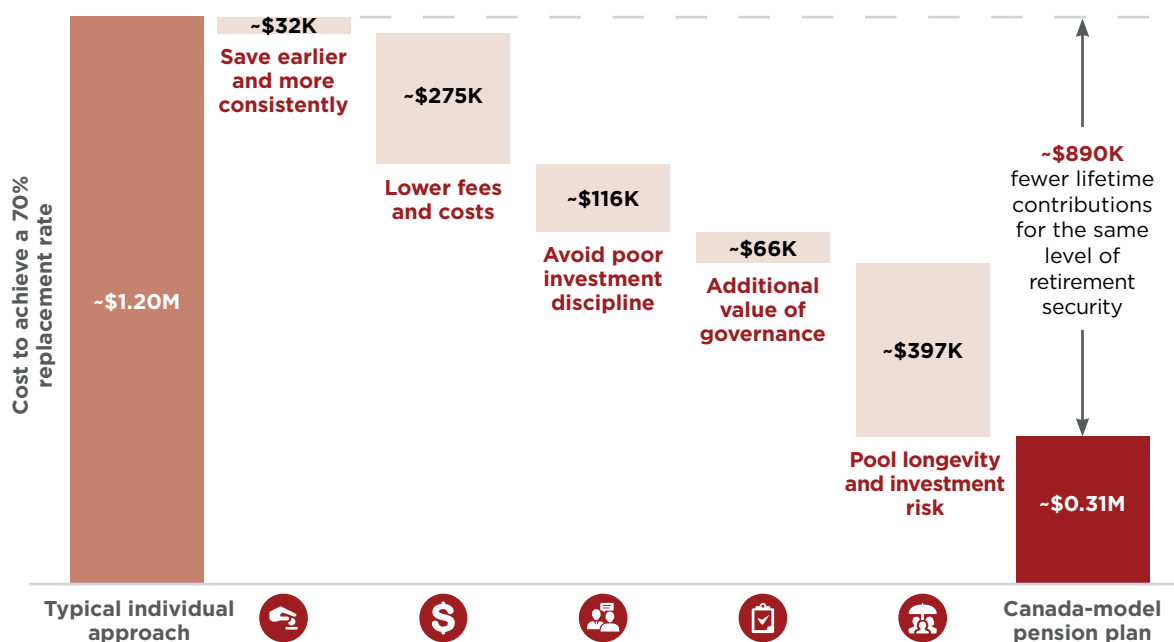 Cost to achieve a 70%
replacement rate
~$1.20M
~$32K
Save earlier
and more
consistently
~$275K
Lower fees
and costs
~$116K
Avoid poor
investment
discipline
~$66K
Additional
value of
governance
~$397K
Pool longevity
and investment
risk
~$890K
fewer lifetime
contributions
for the same
level of
retirement
security
~$0.31M
Typical individual
approach
$
Canada-model
pension plan